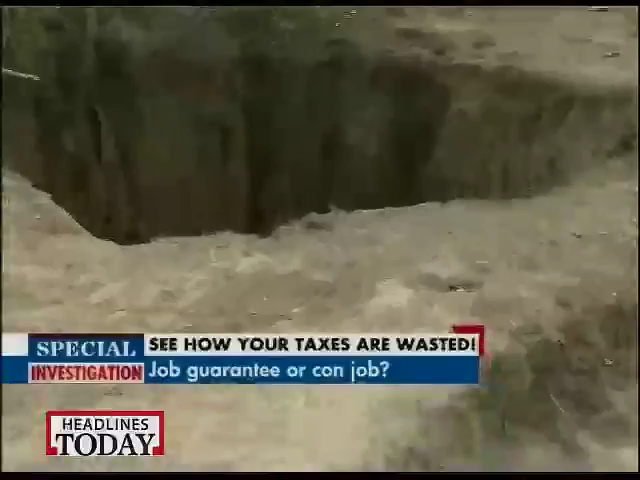 SPECIAL
INVESTIGATION
SEE HOW YOUR TAXES ARE WASTED!
Job guarantee or con job?
HEADLINES
TODAY